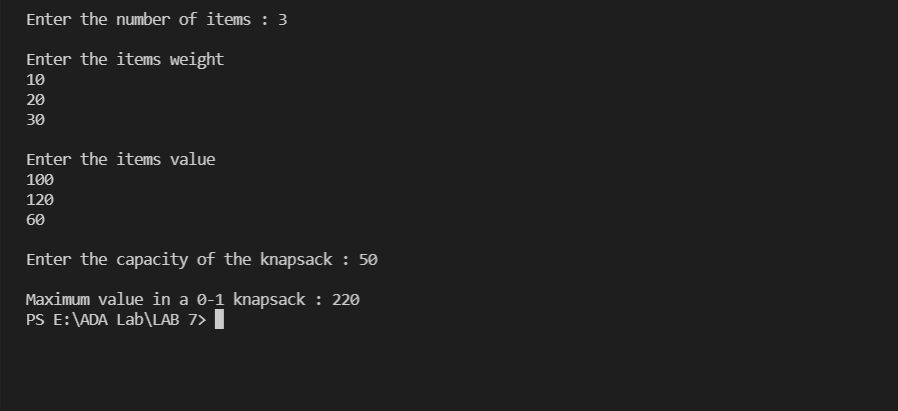 Enter the number of items : 3
Enter the items weight
10
20
30
Enter the items value
100
120
60
Enter the capacity of the knapsack : 50
Maximum value in a 0-1 knapsack : 220
PS E:\ADA Lab\LAB 7>